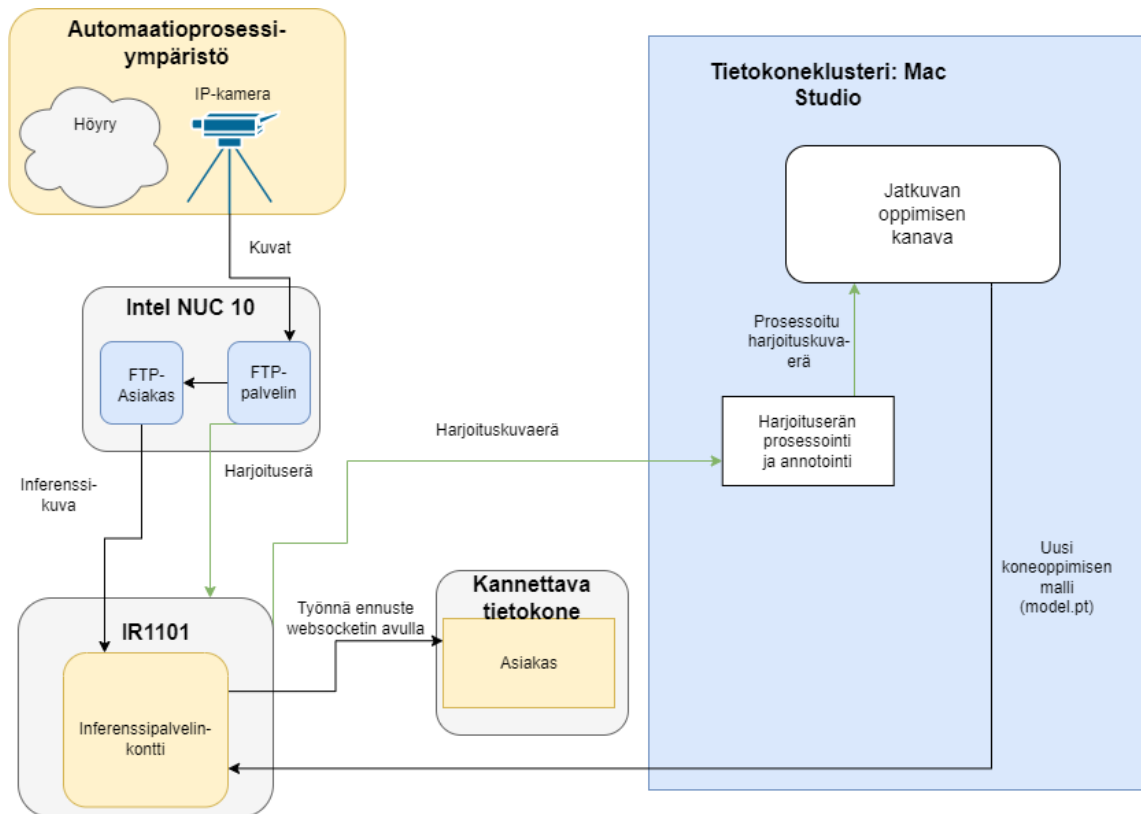 Automaatioprosessi-
ympäristö
IP-kamera
Höyry
Kuvat
Intel NUC 10
FTP-
Asiakas
FTP-
palvelin
Inferenssi-
kuva
Harjoituserä
Harjoituskuvaerä
IR1101
Inferenssipalvelin-
kontti
Työnnä ennuste
websocketin avulla
Kannettava
tietokone
Asiakas
Tietokoneklusteri: Mac
Studio
Jatkuvan
oppimisen
kanava
Prosessoitu
harjoituskuva-
erä
Harjoituserän
prosessointi
ja annotointi
Uusi
koneoppimisen
malli
(model.pt)